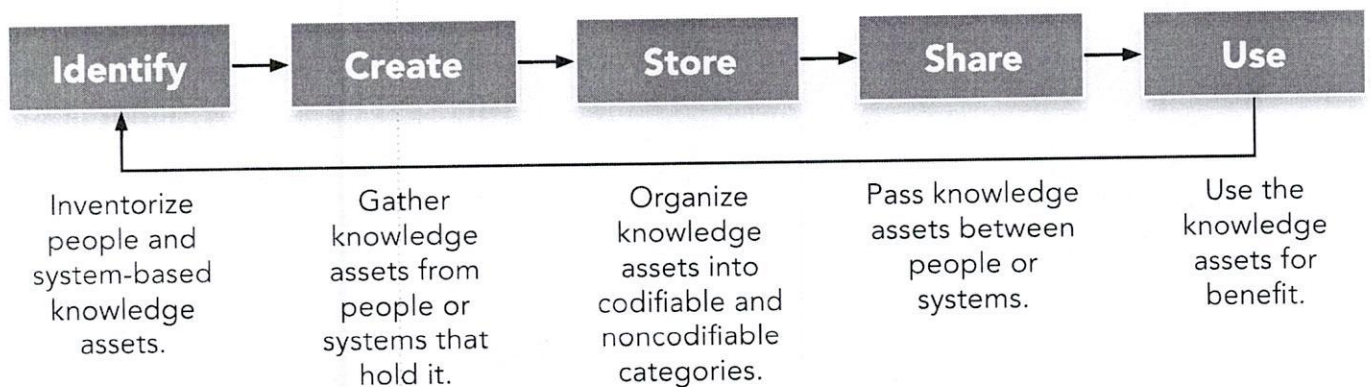 Identify
Create
Store
Share
Use
Inventorize
people and
system-based
knowledge
assets.
Gather
knowledge
assets from
people or
systems that
hold it.
Organize
knowledge
assets into
codifiable and
noncodifiable
categories.
Pass knowledge
assets between
people or
systems.
Use the
knowledge
assets for
benefit.